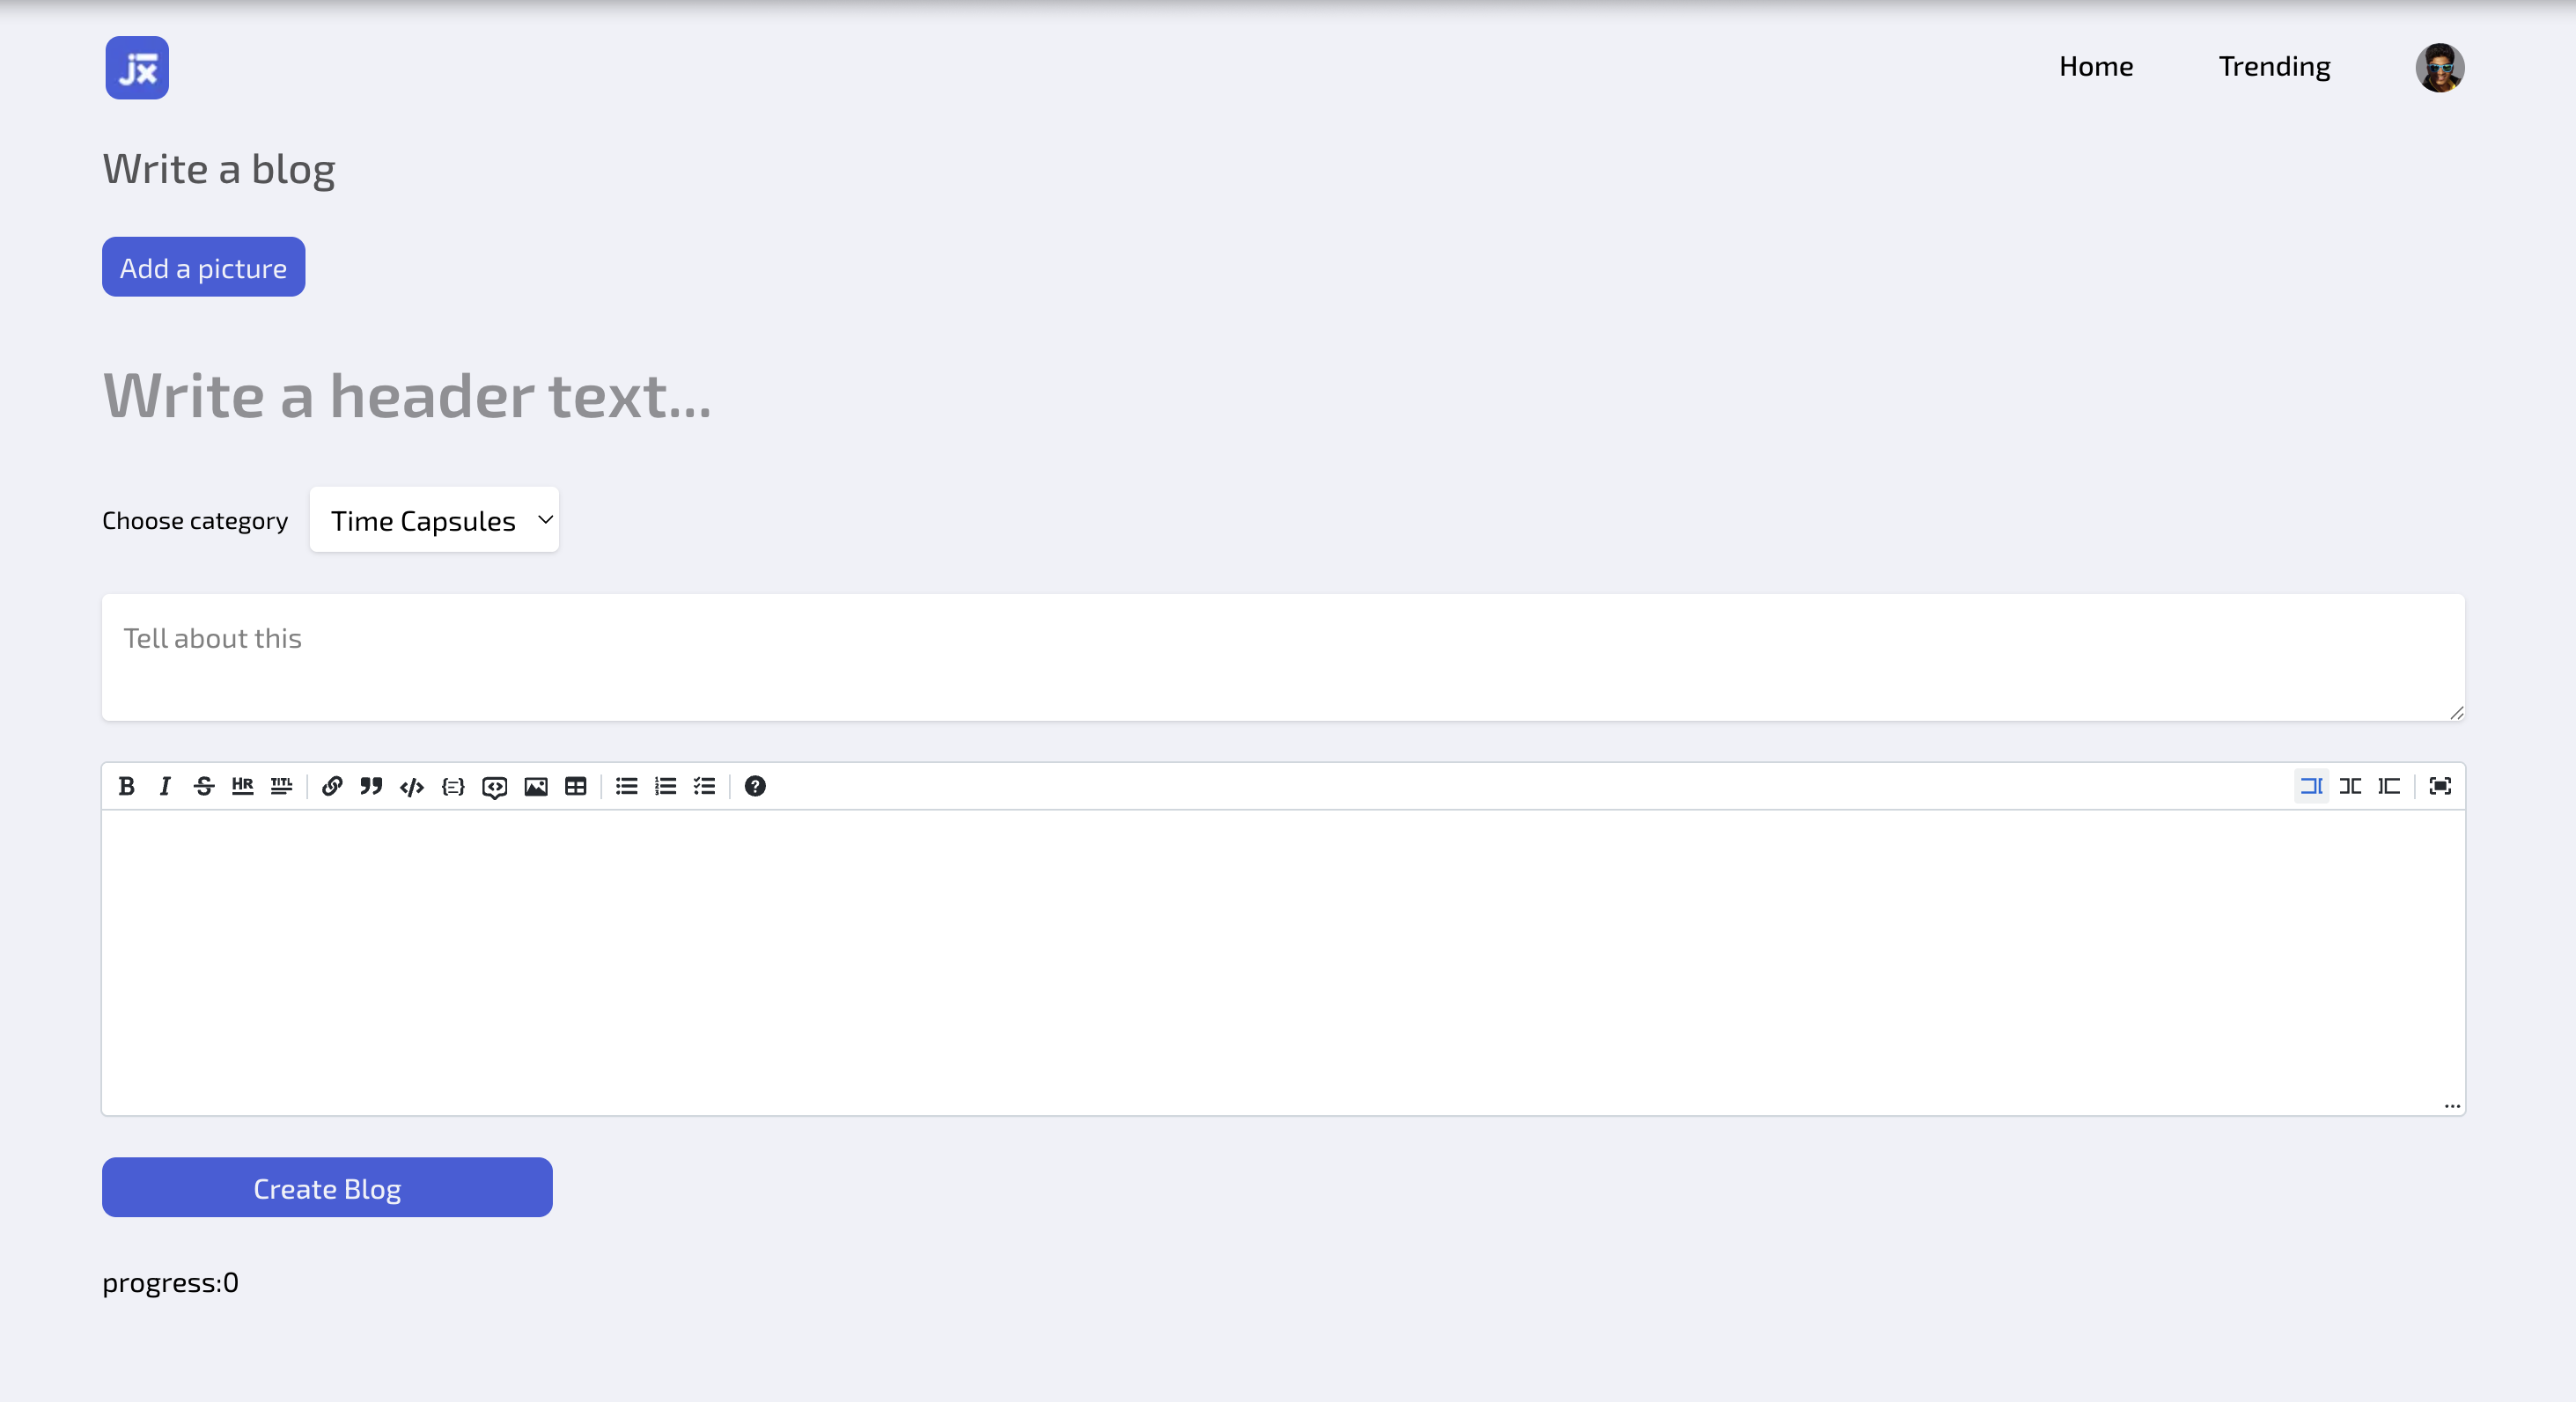 jx
Home
Trending
Write a blog
Add a picture
Write a header text...
Choose category
Time Capsules
Tell about this
B I S HR TITL
Create Blog
progress:0